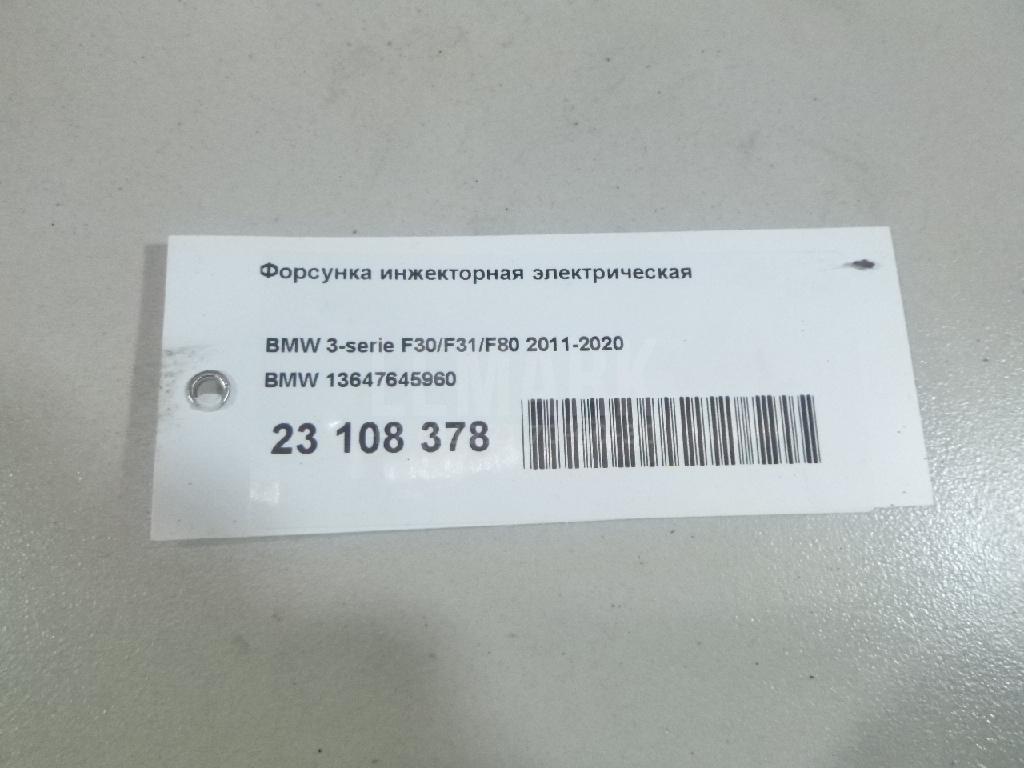 Форсунка инжекторная электрическая
BMW 3-serie F30/F31/F80 2011-2020
BMW 13647645960
23 108 378